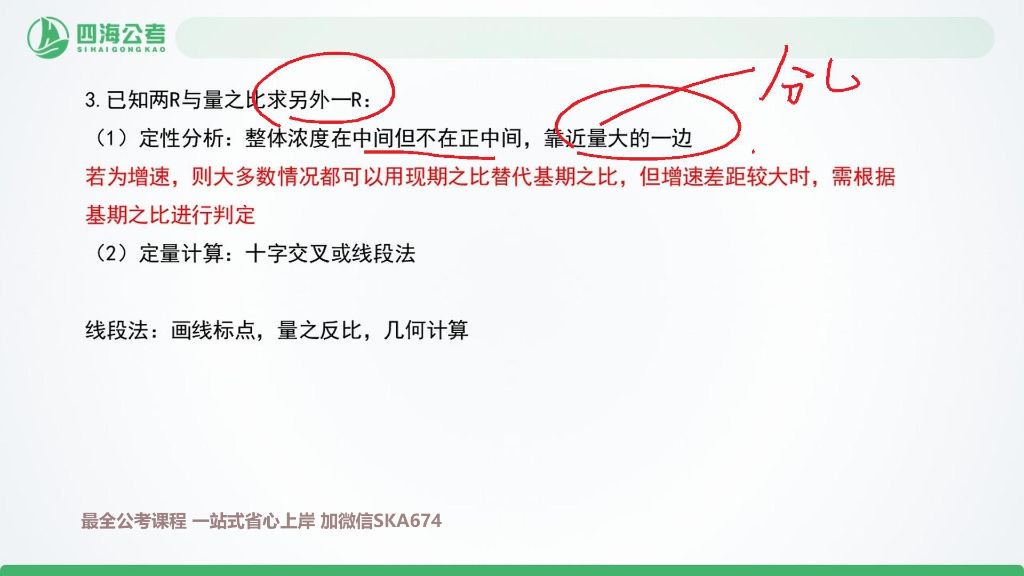 四海公考
SIHAIGONGKAO
3.已知两R与量之比求另外一R：
分母
（1）定性分析：整体浓度在中间但不在正中间，靠近量大的一边
若为增速，则大多数情况都可以用现期之比替代基期之比，但增速差距较大时，需根据
基期之比进行判定
（2）定量计算：十字交叉或线段法
线段法：画线标点，量之反比，几何计算
最全公考课程 一站式省心上岸 加微信SKA674